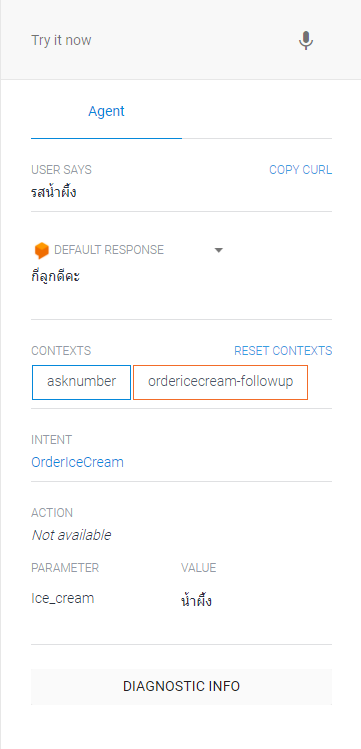 Try it now
Agent
USER SAYS COPY CURL
รสน้ำผึ้ง
DEFAULT RESPONSE
กี่ลูกดีคะ
CONTEXTS RESET CONTEXTS
asknumber ordericecream-followup
INTENT
OrderIceCream
ACTION
Not available
PARAMETER VALUE
Ice_cream น้ำผึ้ง
DIAGNOSTIC INFO